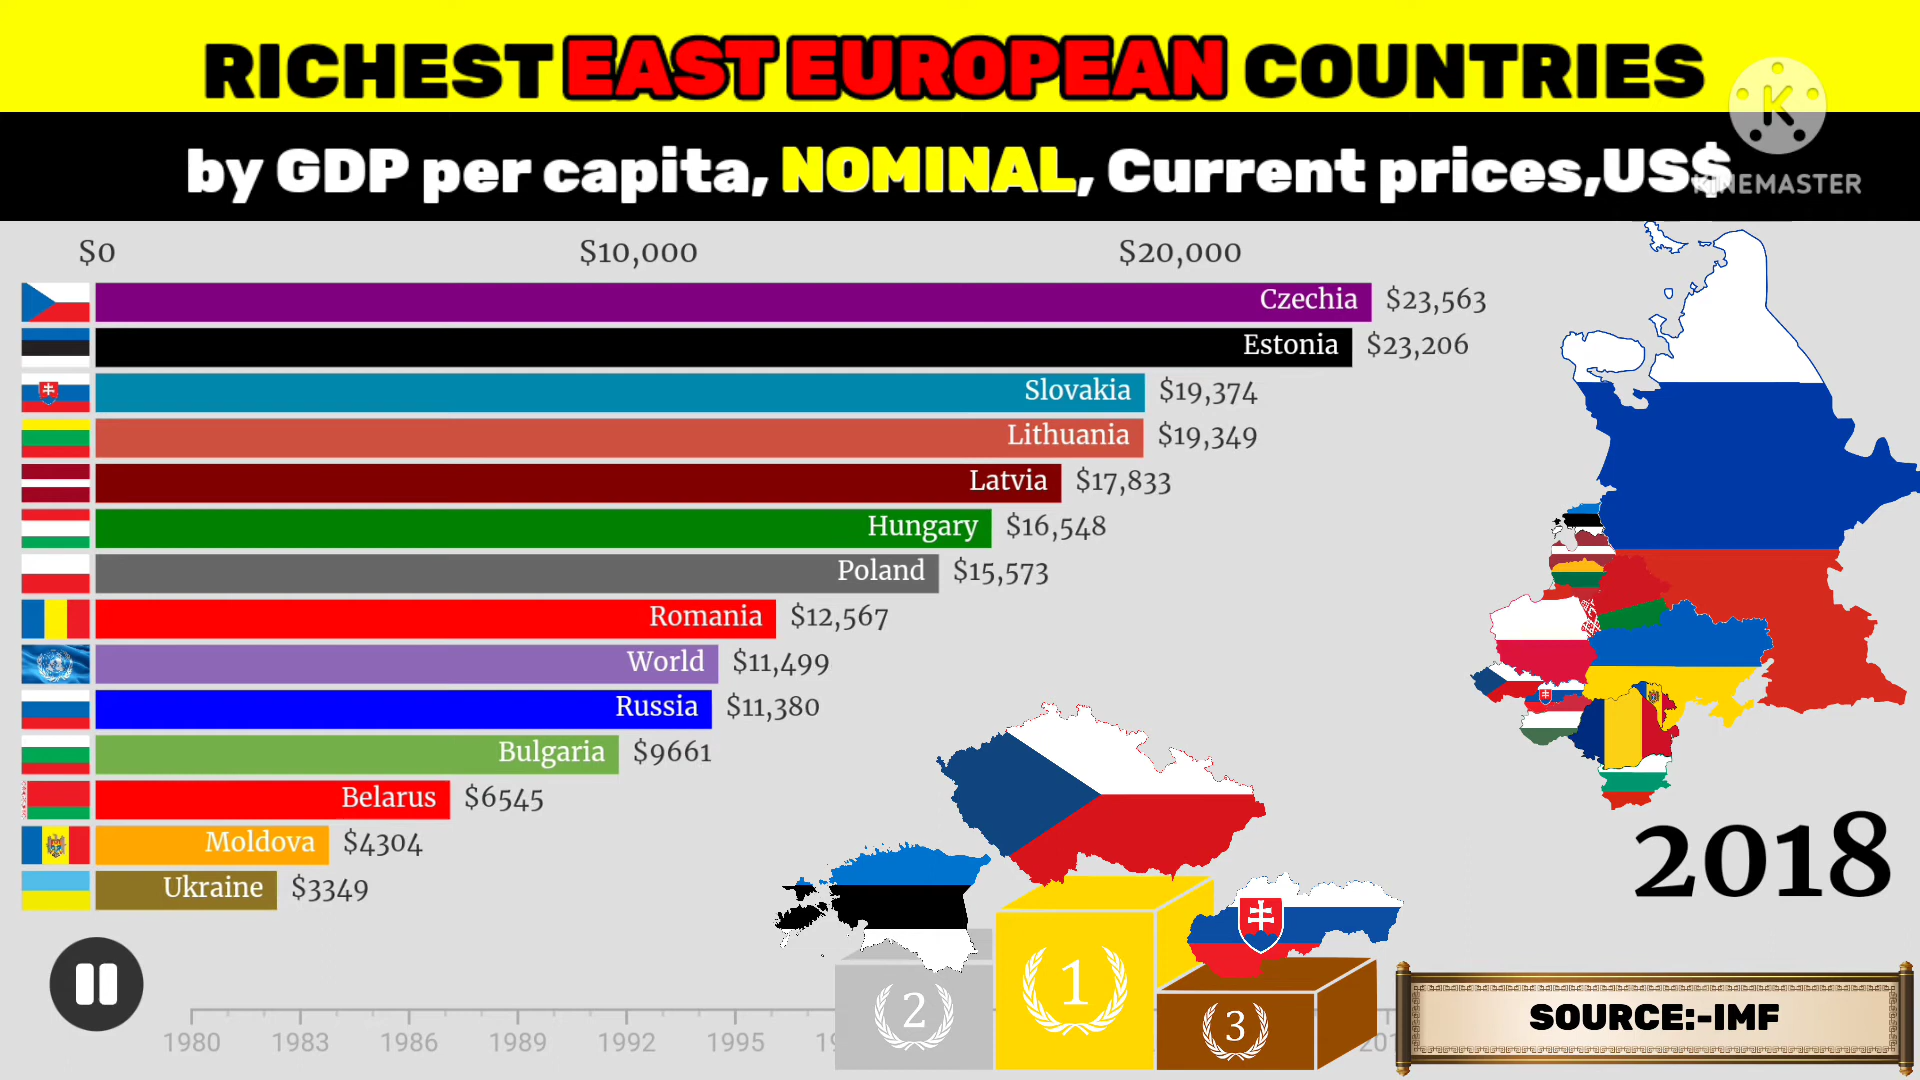 RICHEST EAST EUROPEAN COUNTRIES
by GDP per capita, NOMINAL, Current prices,US$
K
KINEMASTER
$0 $10,000 $20,000
Czechia $23,563
Estonia $23,206
Slovakia $19,374
Lithuania $19,349
Latvia $17,833
Hungary $16,548
Poland $15,573
Romania $12,567
World $11,499
Russia $11,380
Bulgaria $9661
Belarus $6545
Moldova $4304
Ukraine $3349
2018
1
2
3
SOURCE:-IMF
1980 1983 1986 1989 1992 1995